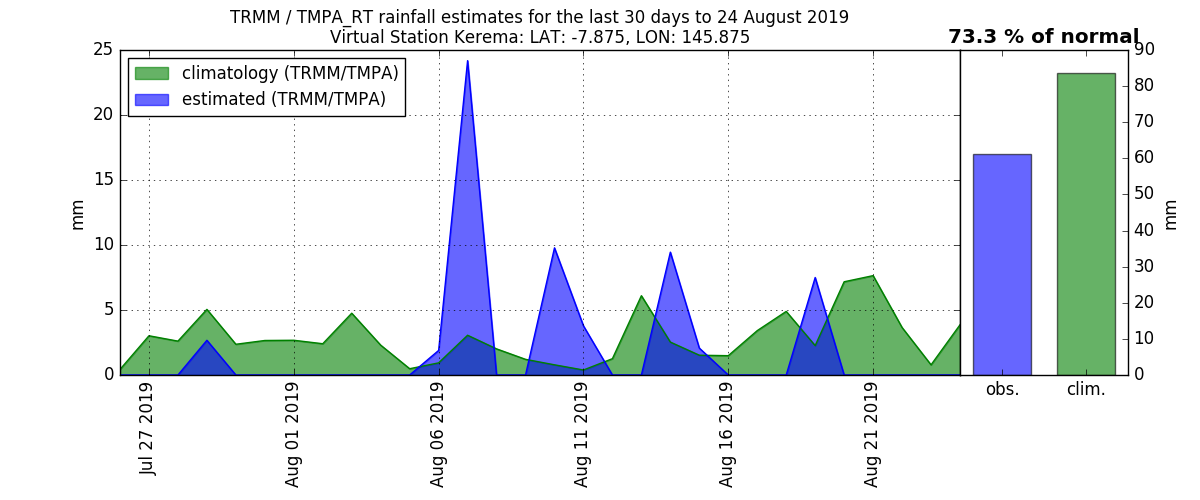 TRMM / TMPA_RT rainfall estimates for the last 30 days to 24 August 2019
Virtual Station Kerema: LAT: -7.875, LON: 145.875
73.3 % of normal
climatology (TRMM/TMPA)
estimated (TRMM/TMPA)
25
20
15
10
5
0
mm
Jul 27 2019
Aug 01 2019
Aug 06 2019
Aug 11 2019
Aug 16 2019
Aug 21 2019
90
80
70
60
50
40
30
20
10
0
mm
obs.
clim.